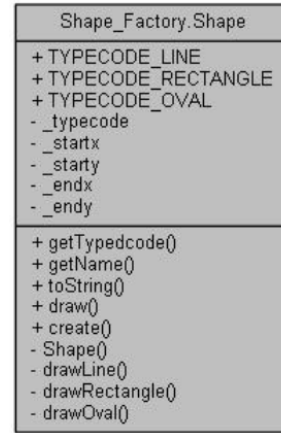 Shape_Factory.Shape
+ TYPECODE_LINE
+ TYPECODE_RECTANGLE
+ TYPECODE_OVAL
- _typecode
- _startx
- _starty
- _endx
- _endy
+ getTypedcode()
+ getName()
+ toString()
+ draw()
+ create()
- Shape()
- drawLine()
- drawRectangle()
- drawOval()